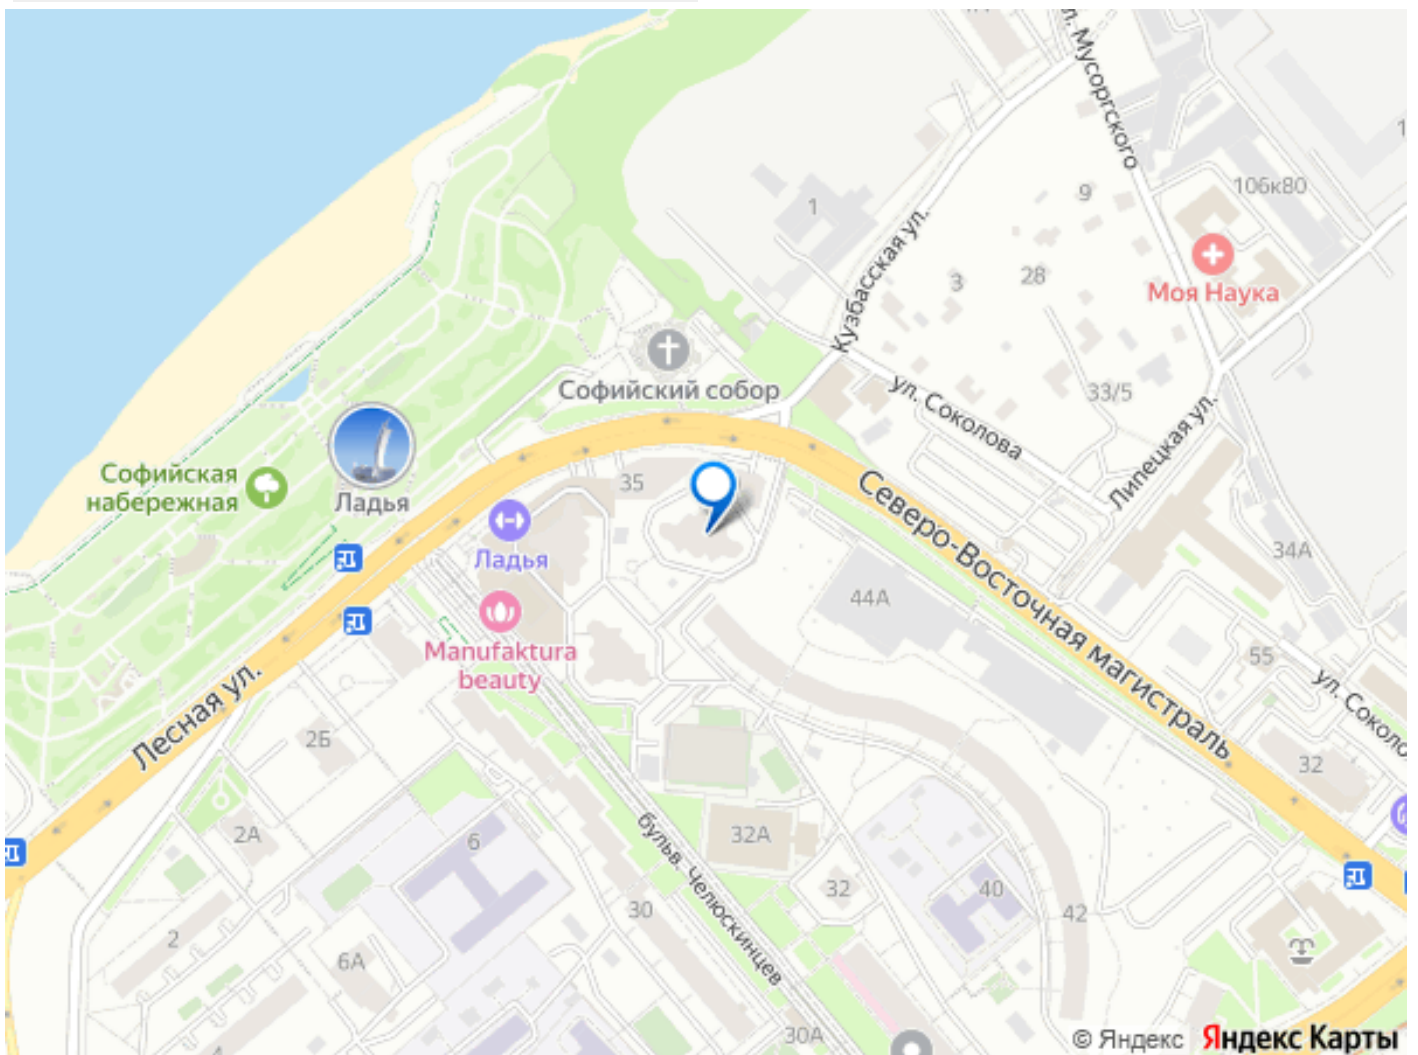 ул. Мусоргского
1
9
106к80
1
Кузбасская ул.
3
28
Моя Наука
Софийский собор
ул. Соколова
33/5
Липецкая ул.
Софийская
набережная
Ладья
35
Ладья
Северо-Восточная магистраль
34А
44А
Manufaktura
beauty
55
ул. Соколо
Лесная ул.
2Б
32
2А
6
32А
бульв. Челюскинцев
32
40
30
42
2
6А
30А
© Яндекс Яндекс Карты